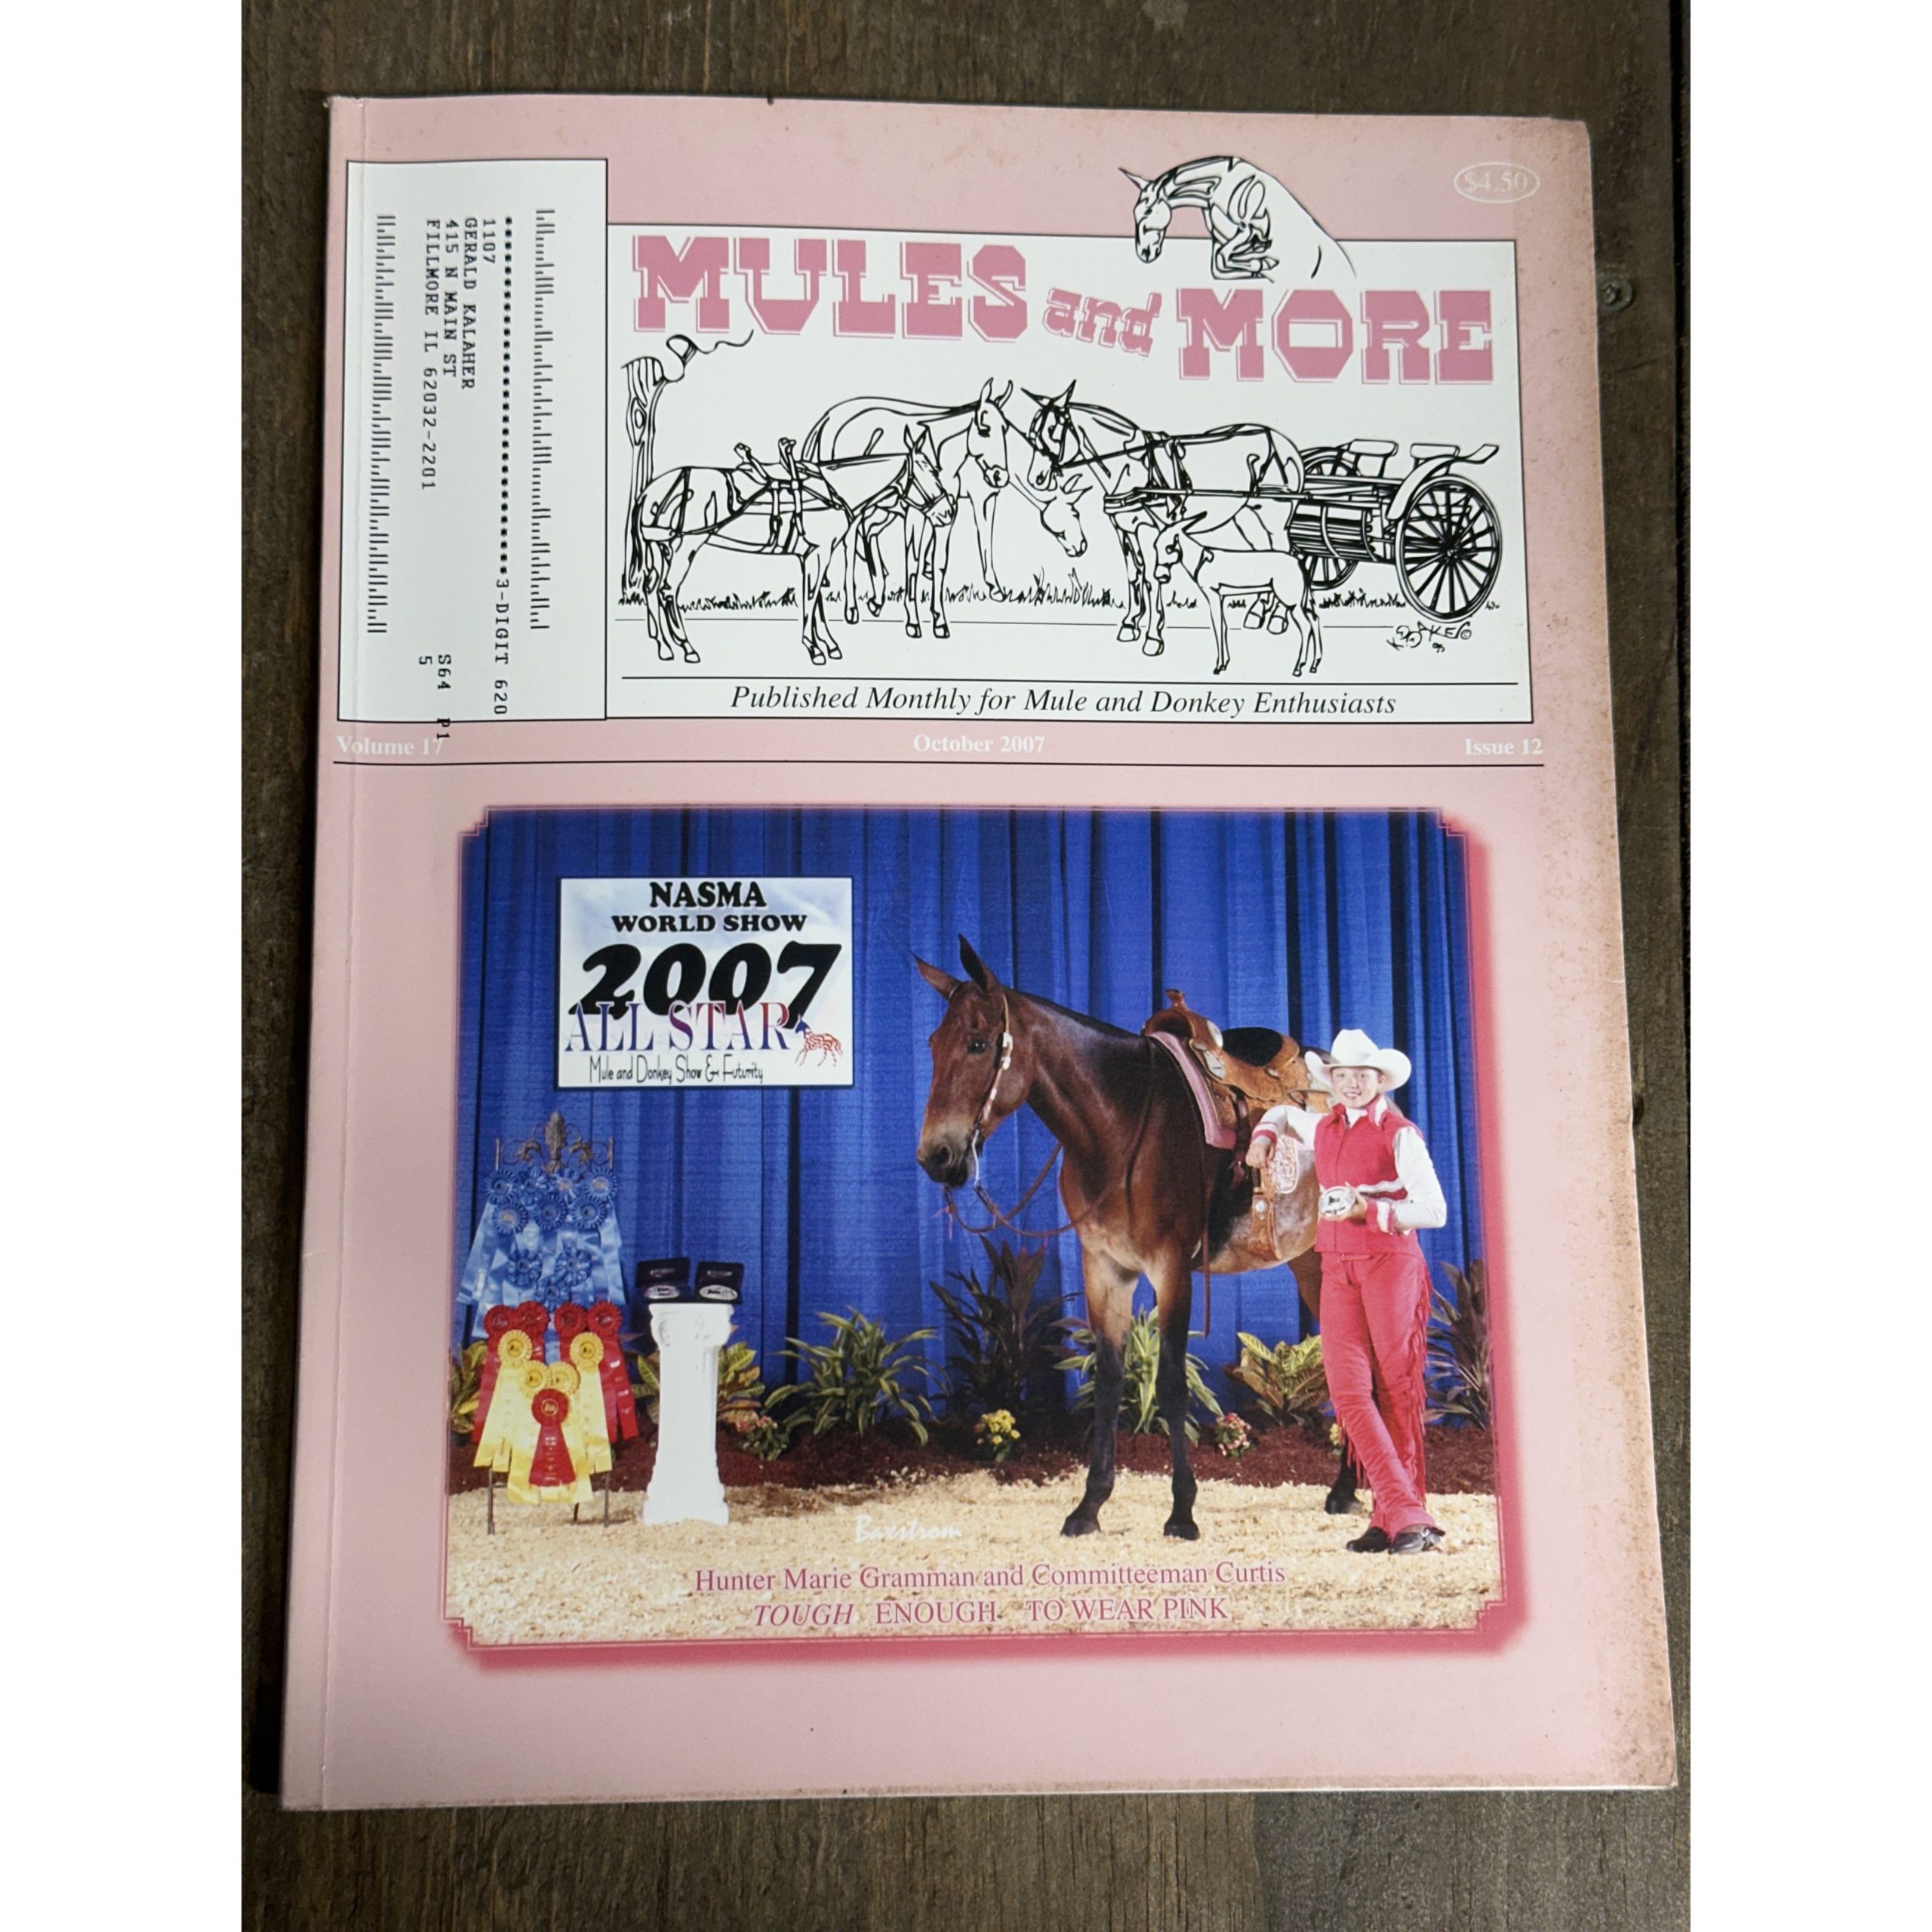 $4.50
MULES and MORE
***********************************3-DIGIT 620
1107
GERALD KALAHER
415 N MAIN ST
FILLMORE IL 62032-2201
S64 P1
5
Published Monthly for Mule and Donkey Enthusiasts
Volume 17 October 2007 Issue 12
NASMA
WORLD SHOW
2007
ALL STAR
Mule and Donkey Show & Futurity
Baxstrom
Hunter Marie Gramman and Committeeman Curtis
TOUGH ENOUGH TO WEAR PINK